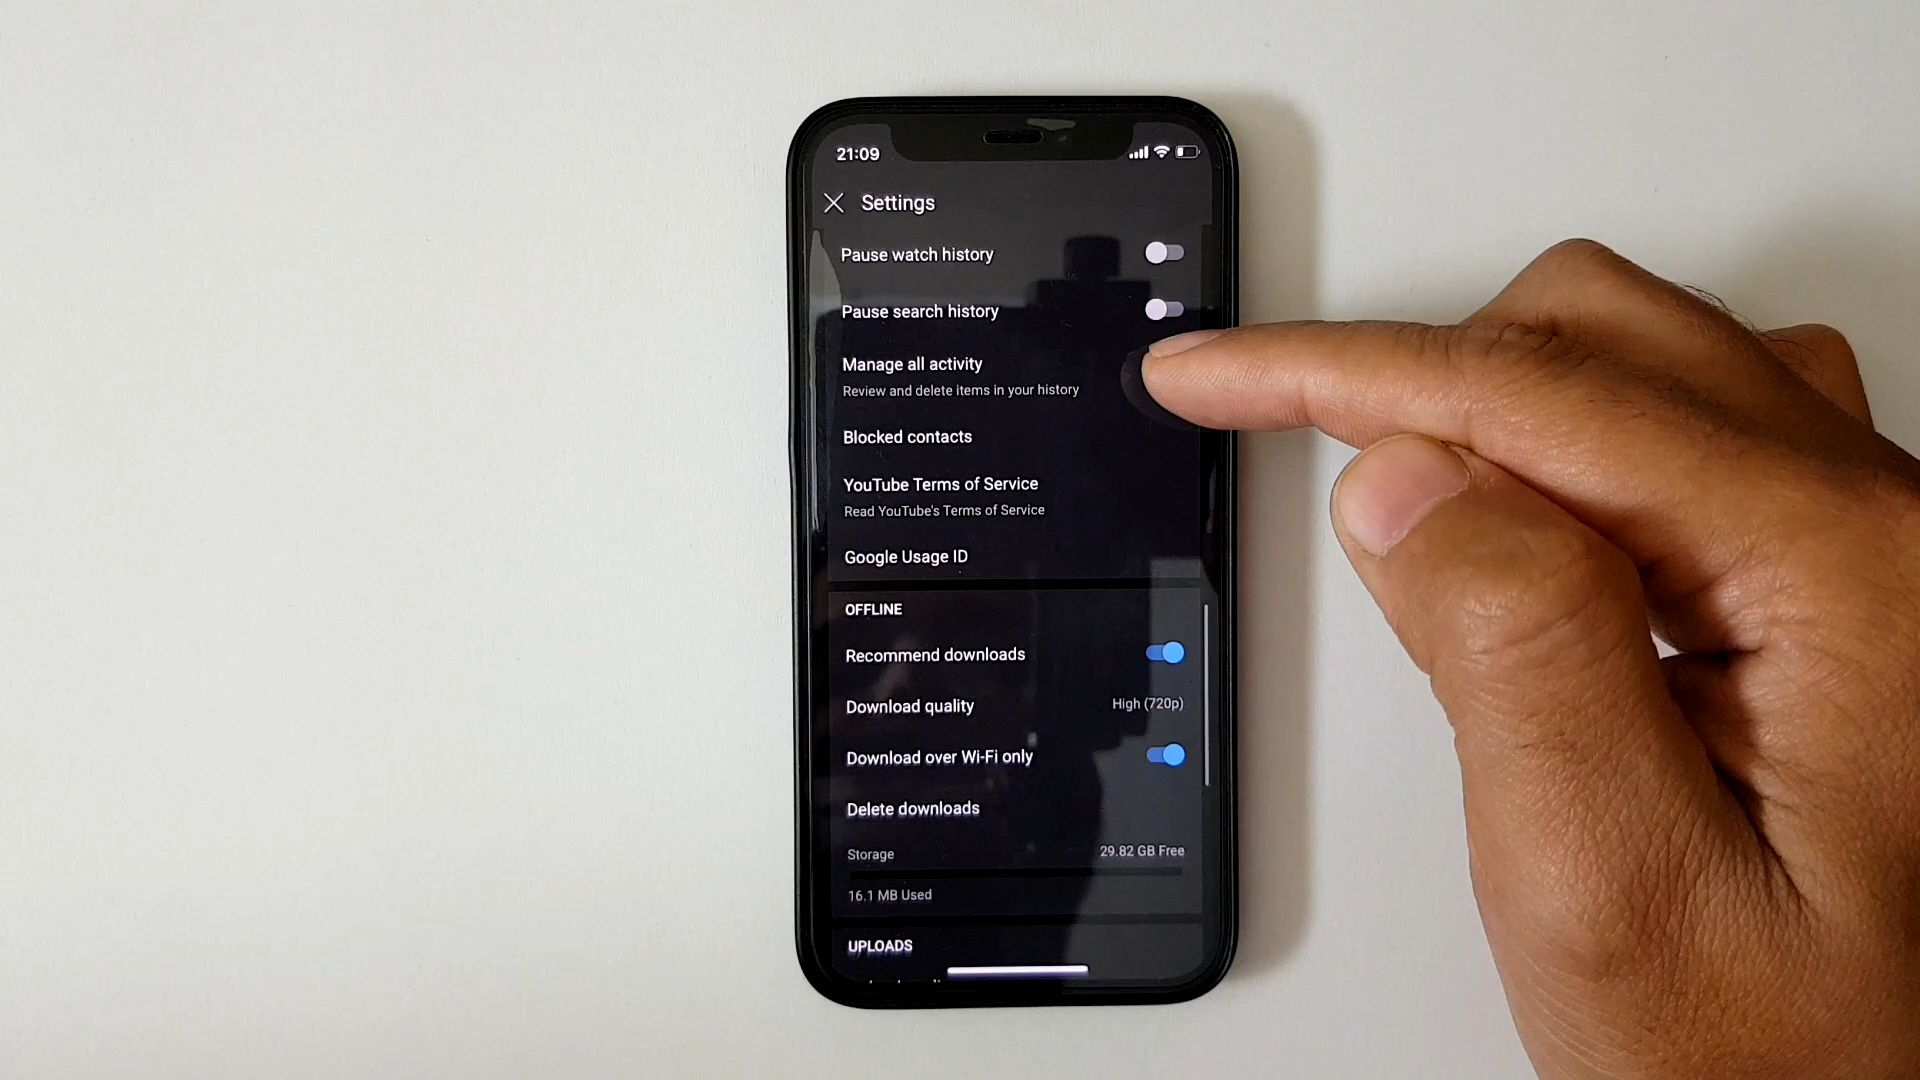 21:09
Settings
Pause watch history
Pause search history
Manage all activity
Review and delete items in your history
Blocked contacts
YouTube Terms of Service
Read YouTube's Terms of Service
Google Usage ID
OFFLINE
Recommend downloads
Download quality High (720p)
Download over Wi-Fi only
Delete downloads
Storage 29.82 GB Free
16.1 MB Used
UPLOADS